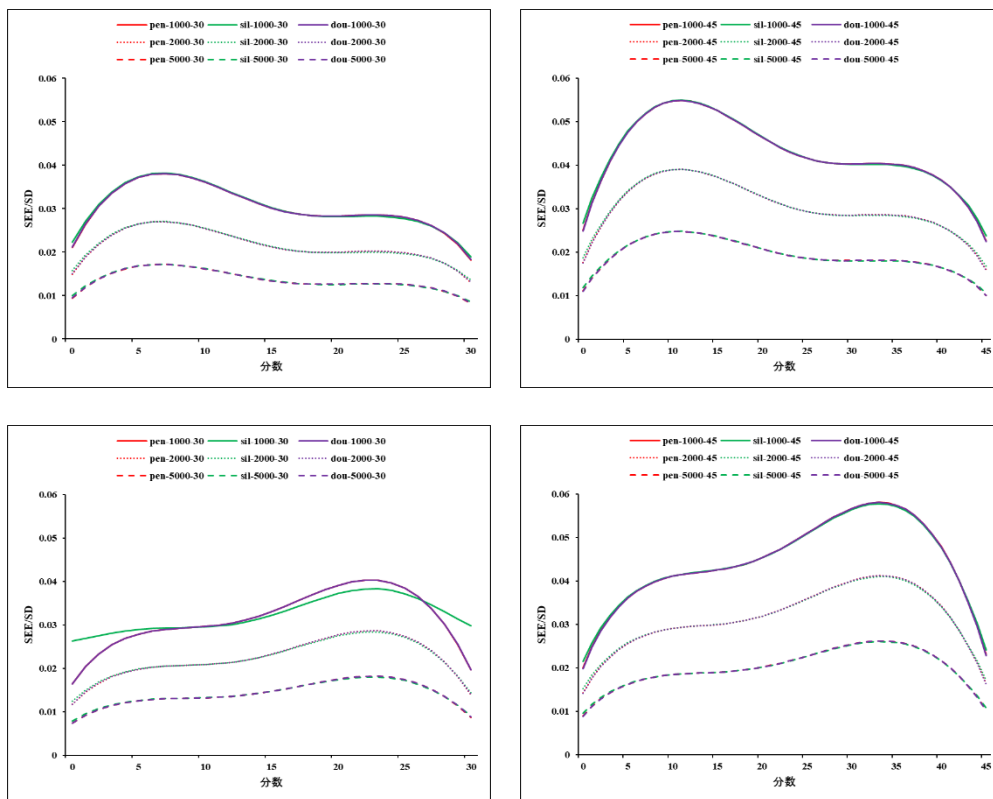 pen-1000-30 sil-1000-30 dou-1000-30
pen-2000-30 sil-2000-30 dou-2000-30
pen-5000-30 sil-5000-30 dou-5000-30
0.06
0.05
0.04
0.03
0.02
0.01
0
SEE/SD
0 5 10 15 20 25 30
分数
pen-1000-45 sil-1000-45 dou-1000-45
pen-2000-45 sil-2000-45 dou-2000-45
pen-5000-45 sil-5000-45 dou-5000-45
0.06
0.05
0.04
0.03
0.02
0.01
0
SEE/SD
0 5 10 15 20 25 30 35 40 45
分数
pen-1000-30 sil-1000-30 dou-1000-30
pen-2000-30 sil-2000-30 dou-2000-30
pen-5000-30 sil-5000-30 dou-5000-30
0.06
0.05
0.04
0.03
0.02
0.01
0
SEE/SD
0 5 10 15 20 25 30
分数
pen-1000-45 sil-1000-45 dou-1000-45
pen-2000-45 sil-2000-45 dou-2000-45
pen-5000-45 sil-5000-45 dou-5000-45
0.06
0.05
0.04
0.03
0.02
0.01
0
SEE/SD
0 5 10 15 20 25 30 35 40 45
分数